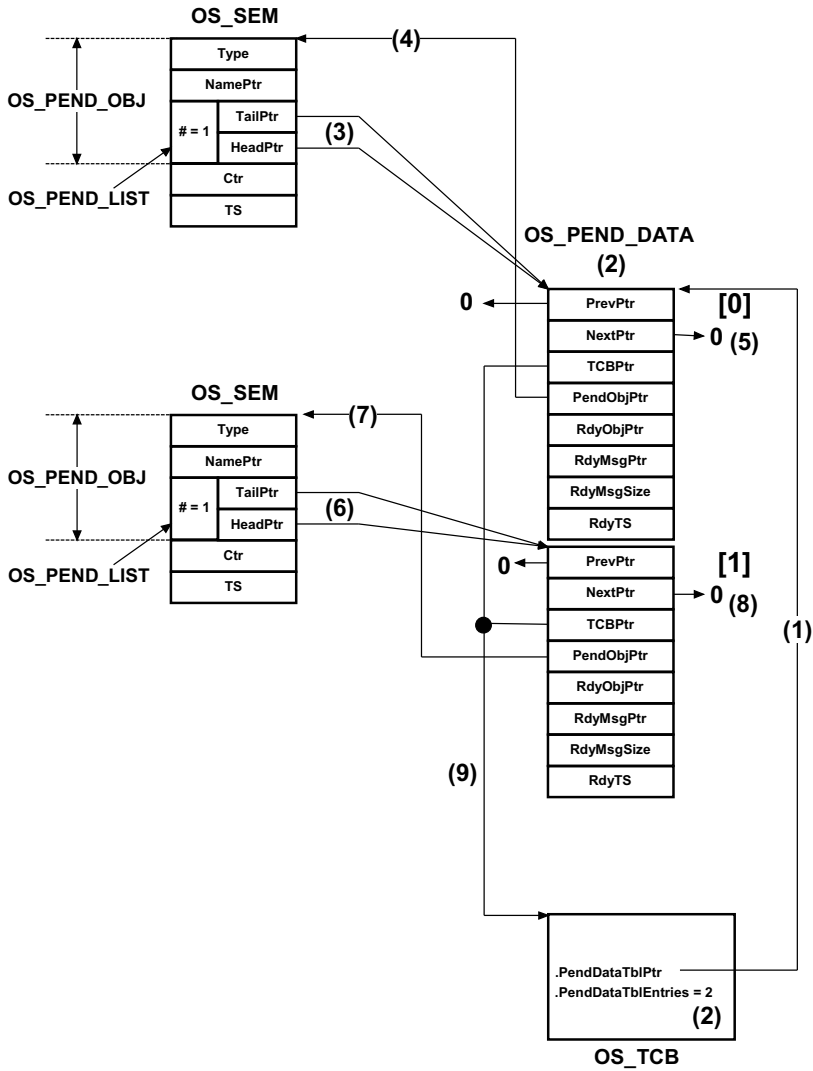 OS_SEM
(4)
Type
NamePtr
OS_PEND_OBJ
# = 1
TailPtr
(3)
HeadPtr
OS_PEND_LIST
Ctr
TS
OS_PEND_DATA
(2)
0
PrevPtr
[0]
NextPtr
0 (5)
TCBPtr
PendObjPtr
RdyObjPtr
RdyMsgPtr
RdyMsgSize
RdyTS
OS_SEM
(7)
Type
NamePtr
OS_PEND_OBJ
# = 1
TailPtr
(6)
HeadPtr
OS_PEND_LIST
Ctr
TS
0
PrevPtr
[1]
NextPtr
0 (8)
TCBPtr
(1)
PendObjPtr
RdyObjPtr
RdyMsgPtr
RdyMsgSize
RdyTS
(9)
.PendDataTblPtr
.PendDataTblEntries = 2
(2)
OS_TCB